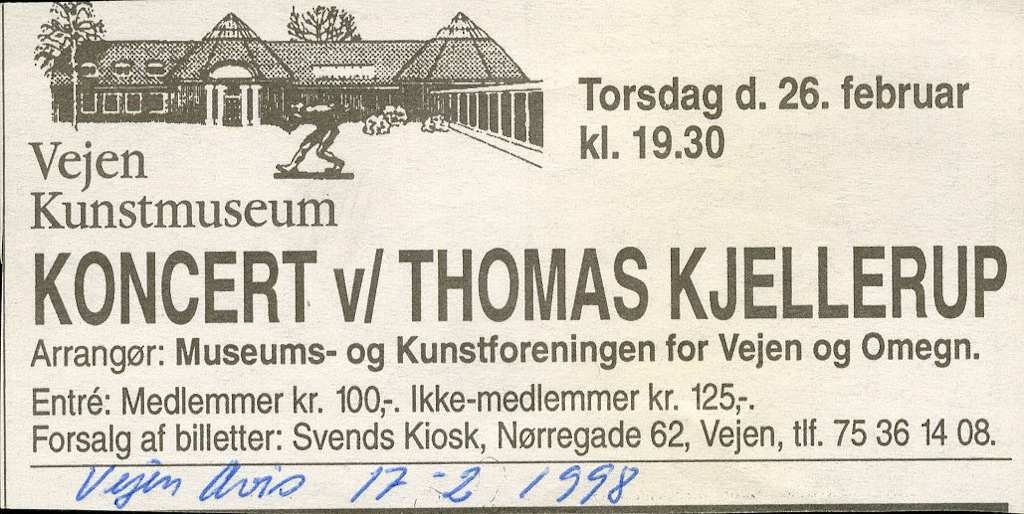 Torsdag d. 26. februar
kl. 19.30
Vejen
Kunstmuseum
KONCERT v/ THOMAS KJELLERUP
Arrangør: Museums- og Kunstforeningen for Vejen og Omegn.
Entré: Medlemmer kr. 100,-. Ikke-medlemmer kr. 125,-.
Forsalg af billetter: Svends Kiosk, Nørregade 62, Vejen, tlf. 75 36 14 08.
Vejen Avis 17-2 1998